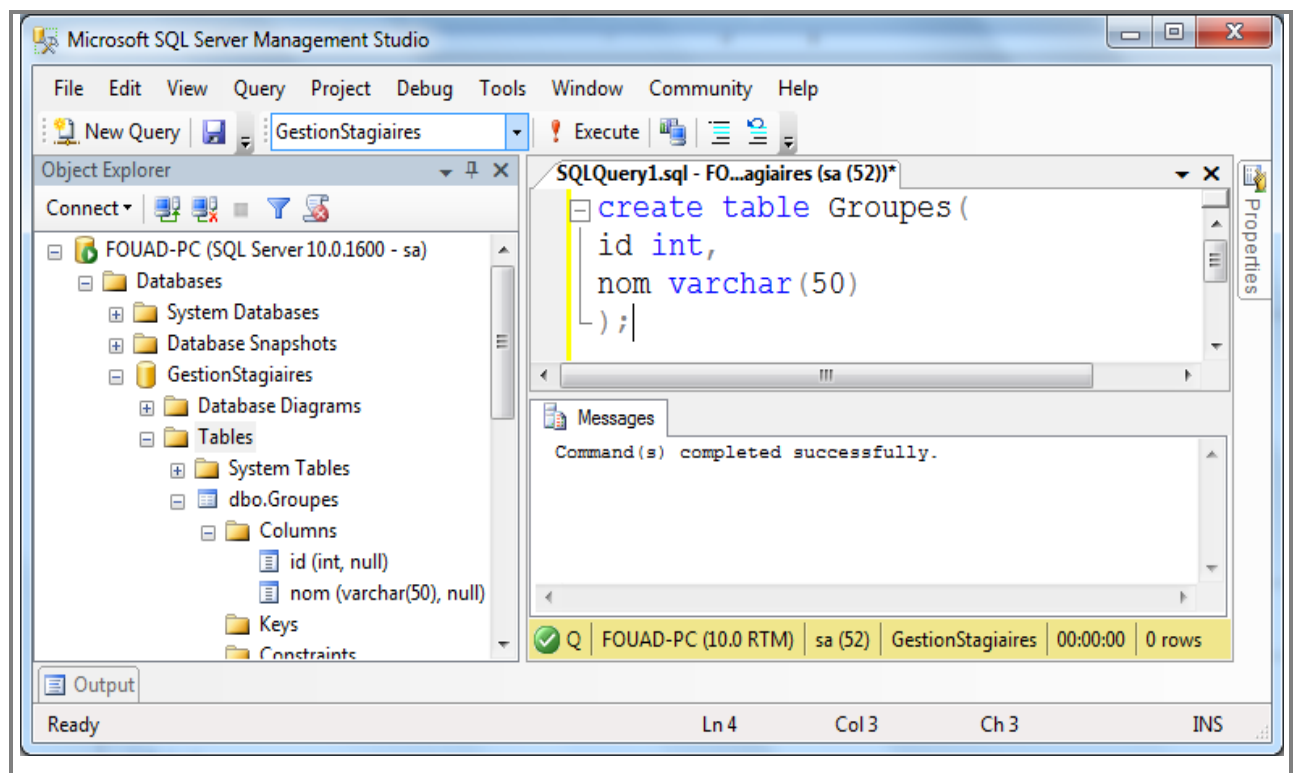 Microsoft SQL Server Management Studio
File Edit View Query Project Debug Tools Window Community Help
New Query GestionStagiaires Execute
Object Explorer
Connect
FOUAD-PC (SQL Server 10.0.1600 - sa)
Databases
System Databases
Database Snapshots
GestionStagiaires
Database Diagrams
Tables
System Tables
dbo.Groupes
Columns
id (int, null)
nom (varchar(50), null)
Keys
Constraints
SQLQuery1.sql - FO...agiaires (sa (52))*
create table Groupes(
id int,
nom varchar(50)
);
Messages
Command(s) completed successfully.
Q FOUAD-PC (10.0 RTM) sa (52) GestionStagiaires 00:00:00 0 rows
Properties
Output
Ready Ln 4 Col 3 Ch 3 INS